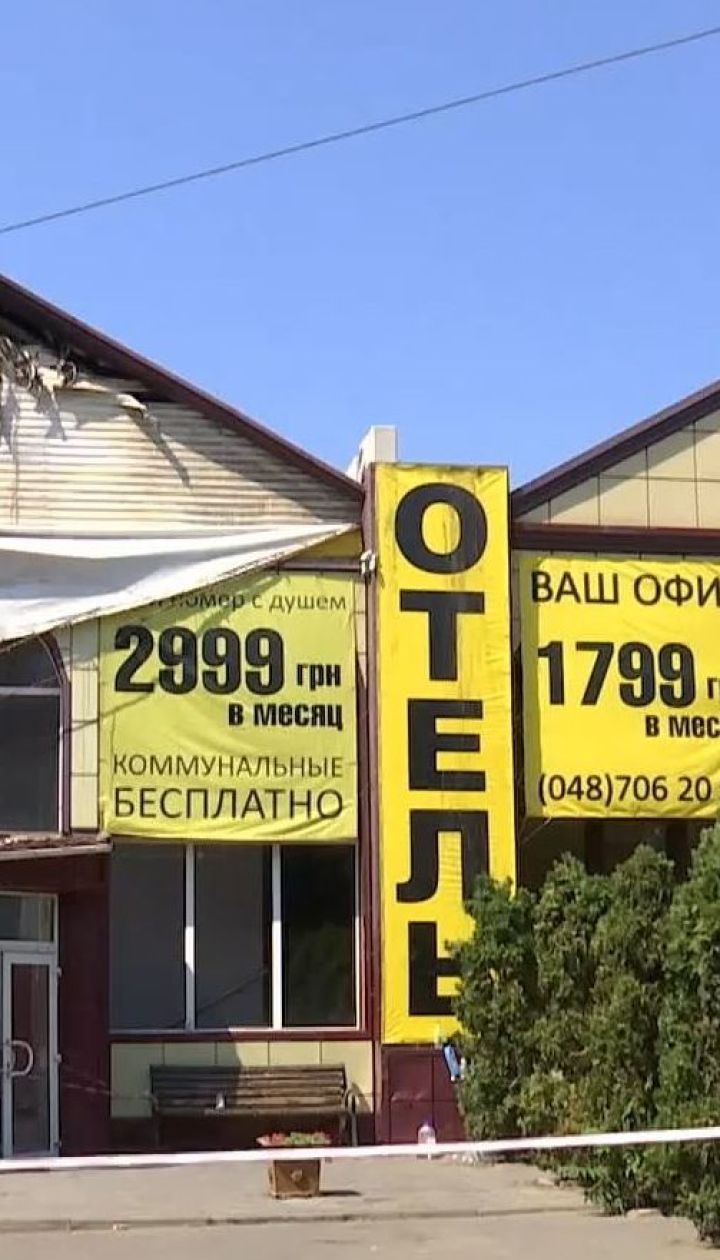 номер с душем
2999 грн
в месяц
КОММУНАЛЬНЫЕ
БЕСПЛАТНО
ОТЕЛЬ
ВАШ ОФИ
1799 г
в мес
(048)706 20